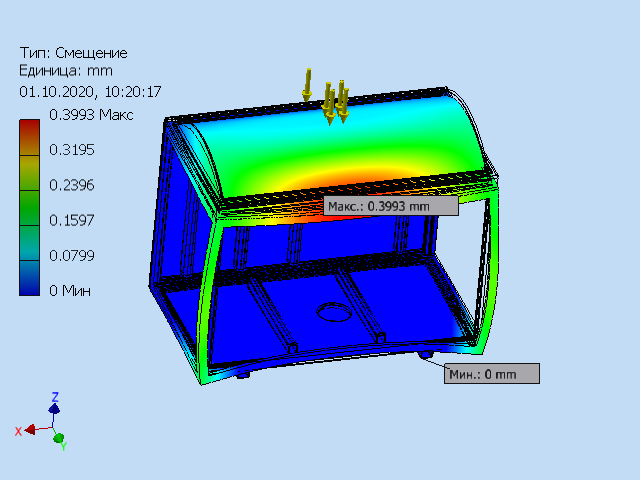 Тип: Смещение
Единица: mm
01.10.2020, 10:20:17
0.3993 Макс
0.3195
0.2396
0.1597
0.0799
0 Мин
Макс.: 0.3993 mm
Мин.: 0 mm
Z
X
Y